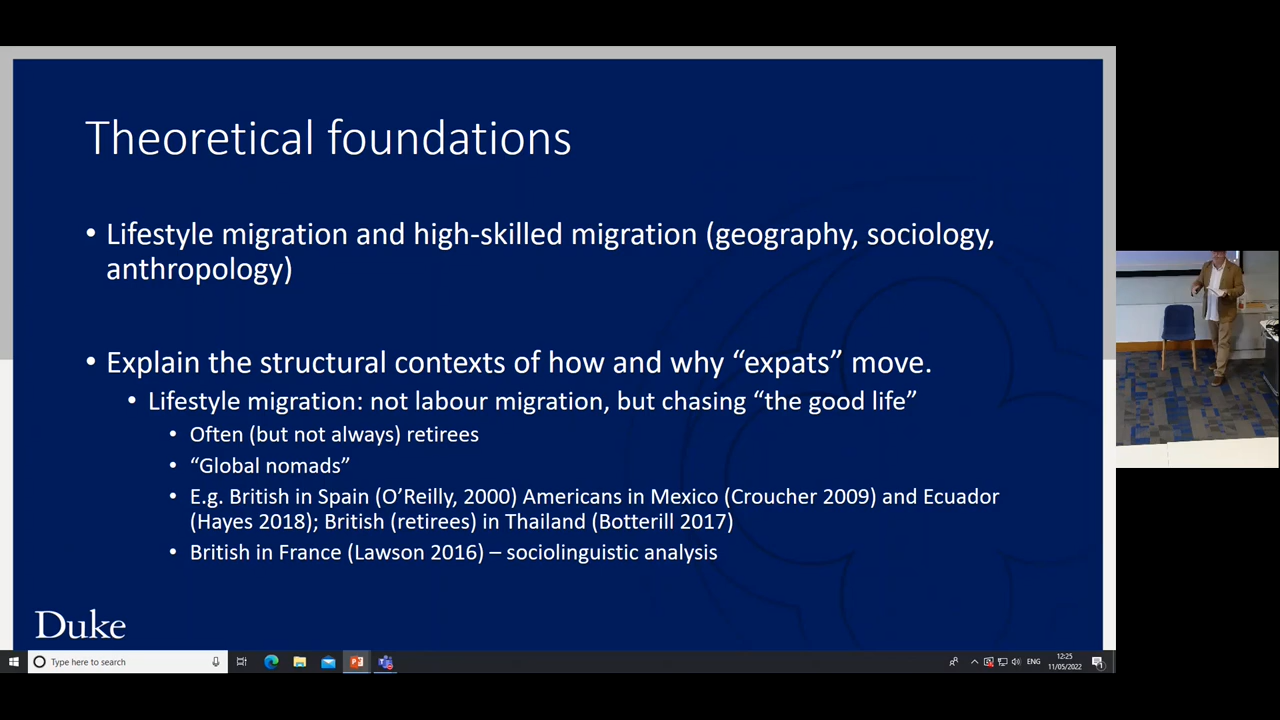 Theoretical foundations
• Lifestyle migration and high-skilled migration (geography, sociology,
anthropology)
• Explain the structural contexts of how and why “expats” move.
• Lifestyle migration: not labour migration, but chasing “the good life”
• Often (but not always) retirees
• “Global nomads”
• E.g. British in Spain (O’Reilly, 2000) Americans in Mexico (Croucher 2009) and Ecuador
(Hayes 2018); British (retirees) in Thailand (Botterill 2017)
• British in France (Lawson 2016) – sociolinguistic analysis
Duke
Type here to search
ENG
12:25
11/05/2022